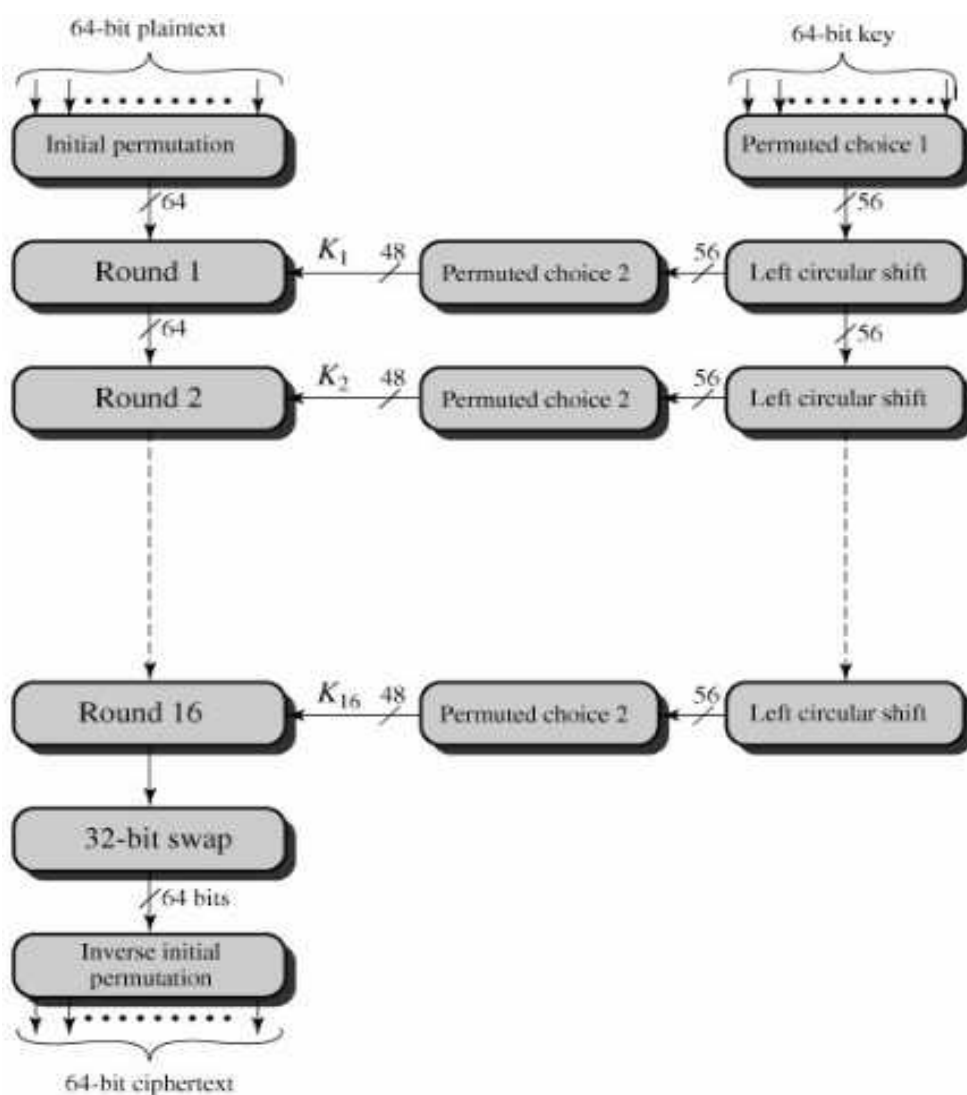 64-bit plaintext
64-bit key
Initial permutation
Permuted choice 1
64
56
Round 1
K1
48
Permuted choice 2
56
Left circular shift
64
56
Round 2
K2
48
Permuted choice 2
56
Left circular shift
Round 16
K16
48
Permuted choice 2
56
Left circular shift
32-bit swap
64 bits
Inverse initial
permutation
64-bit ciphertext